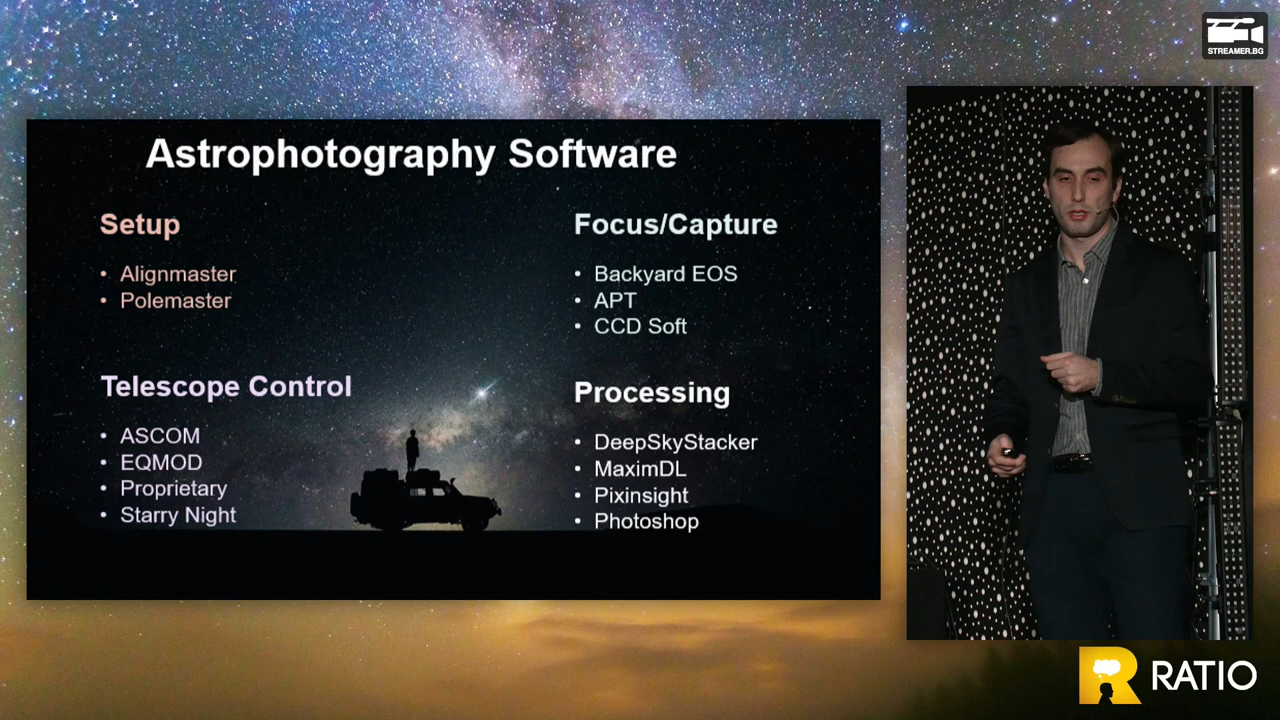 STREAMER.BG
Astrophotography Software
Setup
• Alignmaster
• Polemaster
Telescope Control
• ASCOM
• EQMOD
• Proprietary
• Starry Night
Focus/Capture
• Backyard EOS
• APT
• CCD Soft
Processing
• DeepSkyStacker
• MaximDL
• Pixinsight
• Photoshop
R RATIO